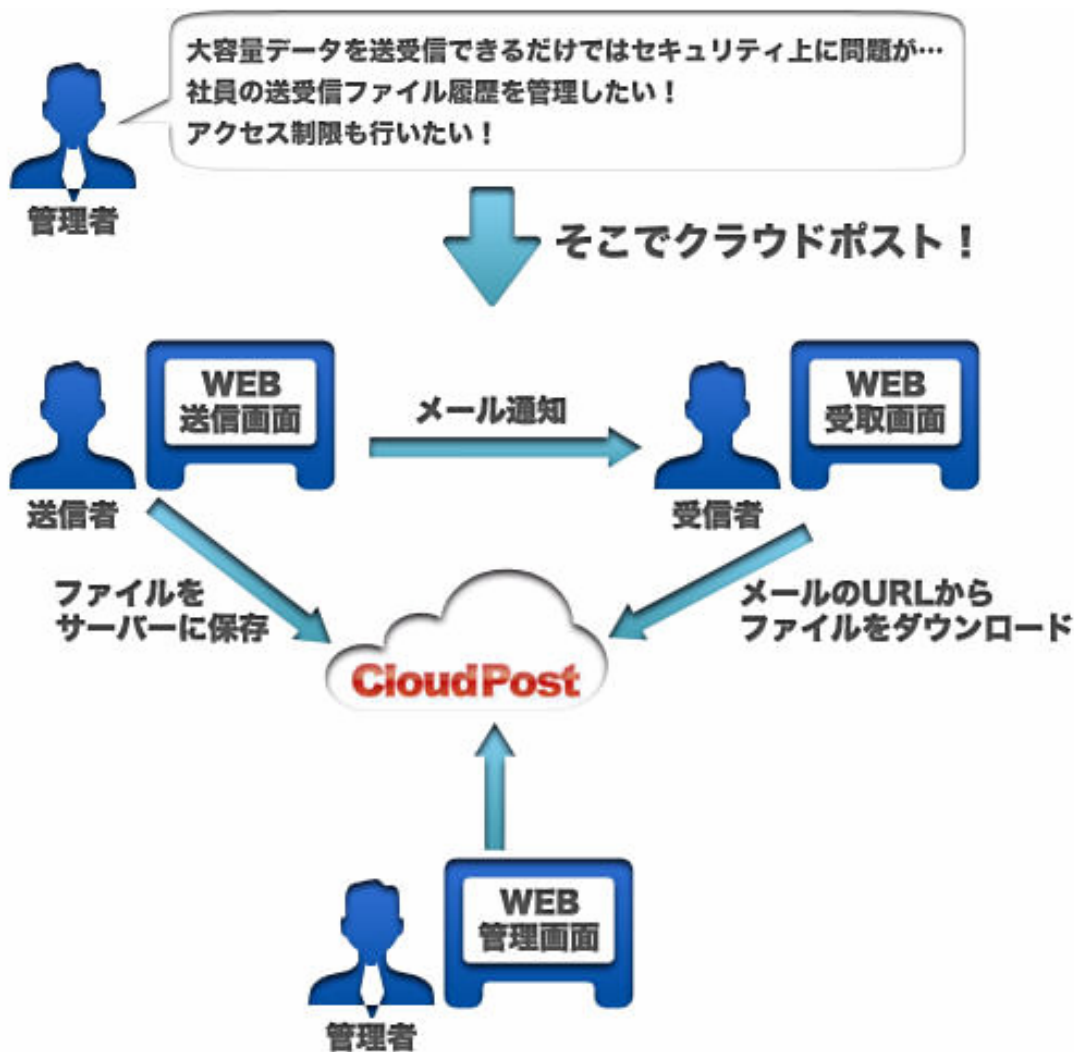 大容量データを送受信できるだけではセキュリティ上に問題が…
社員の送受信ファイル履歴を管理したい！
アクセス制限も行いたい！
管理者
そこでクラウドポスト！
WEB
送信画面
送信者
メール通知
WEB
受取画面
受信者
ファイルを
サーバーに保存
メールのURLから
ファイルをダウンロード
CloudPost
WEB
管理画面
管理者